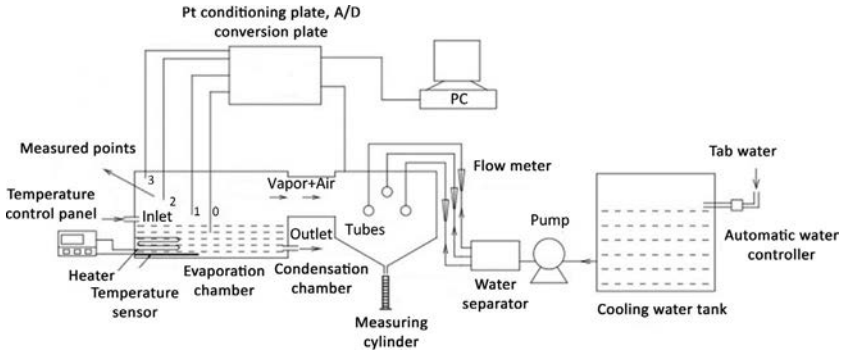 Pt conditioning plate, A/D
conversion plate
PC
Measured points
3
2
1
0
Vapor+Air
Flow meter
Tab water
Temperature
control panel
Inlet
Tubes
Pump
Outlet
Automatic water
controller
Heater
Temperature
sensor
Evaporation
chamber
Condensation
chamber
Water
separator
Cooling water tank
Measuring
cylinder